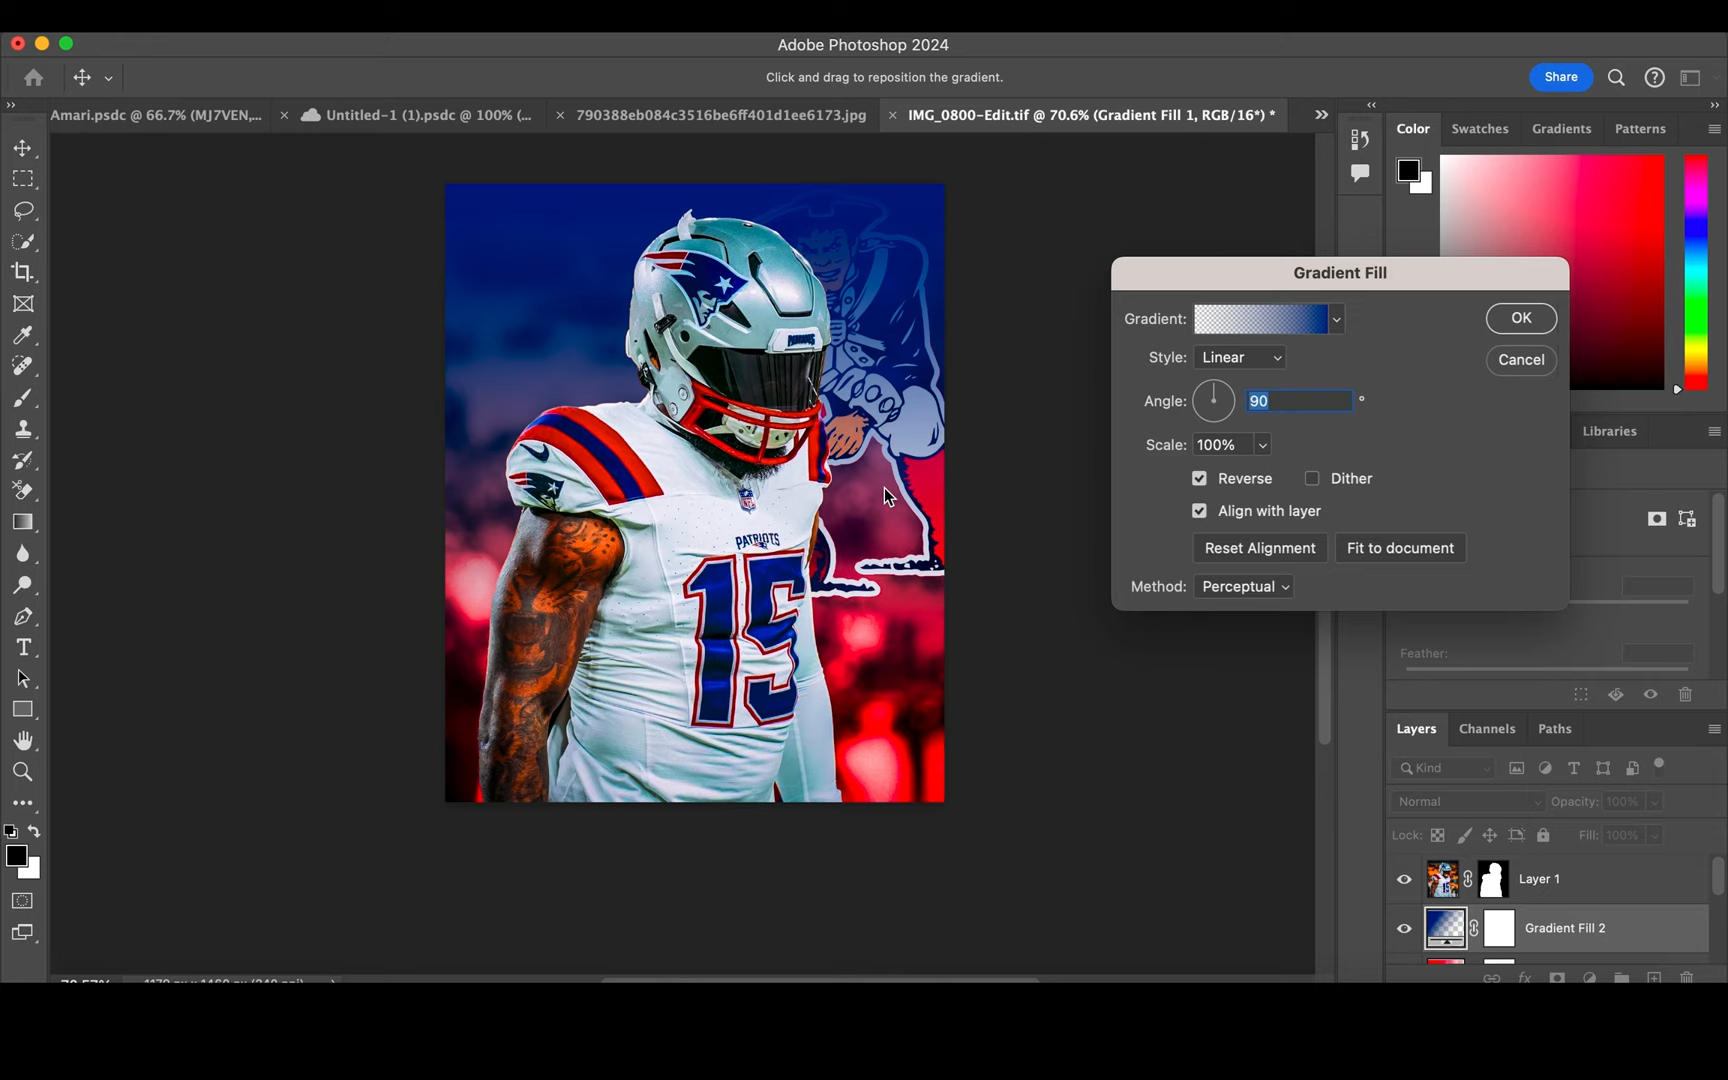 Adobe Photoshop 2024
Click and drag to reposition the gradient.
Share
Amari.psdc @ 66.7% (MJ7VEN,...
Untitled-1 (1).psdc @ 100% (...
790388eb084c3516be6ff401d1ee6173.jpg
IMG_0800-Edit.tif @ 70.6% (Gradient Fill 1, RGB/16*) *
Color
Swatches
Gradients
Patterns
Gradient Fill
Gradient:
OK
Style: Linear
Cancel
Angle: 90 °
Scale: 100%
Reverse
Dither
Align with layer
Reset Alignment
Fit to document
Method: Perceptual
Libraries
Feather:
Layers
Channels
Paths
Kind
Normal
Opacity: 100%
Lock:
Fill: 100%
Layer 1
Gradient Fill 2
PATRIOTS
NFL
PATRIOTS
15